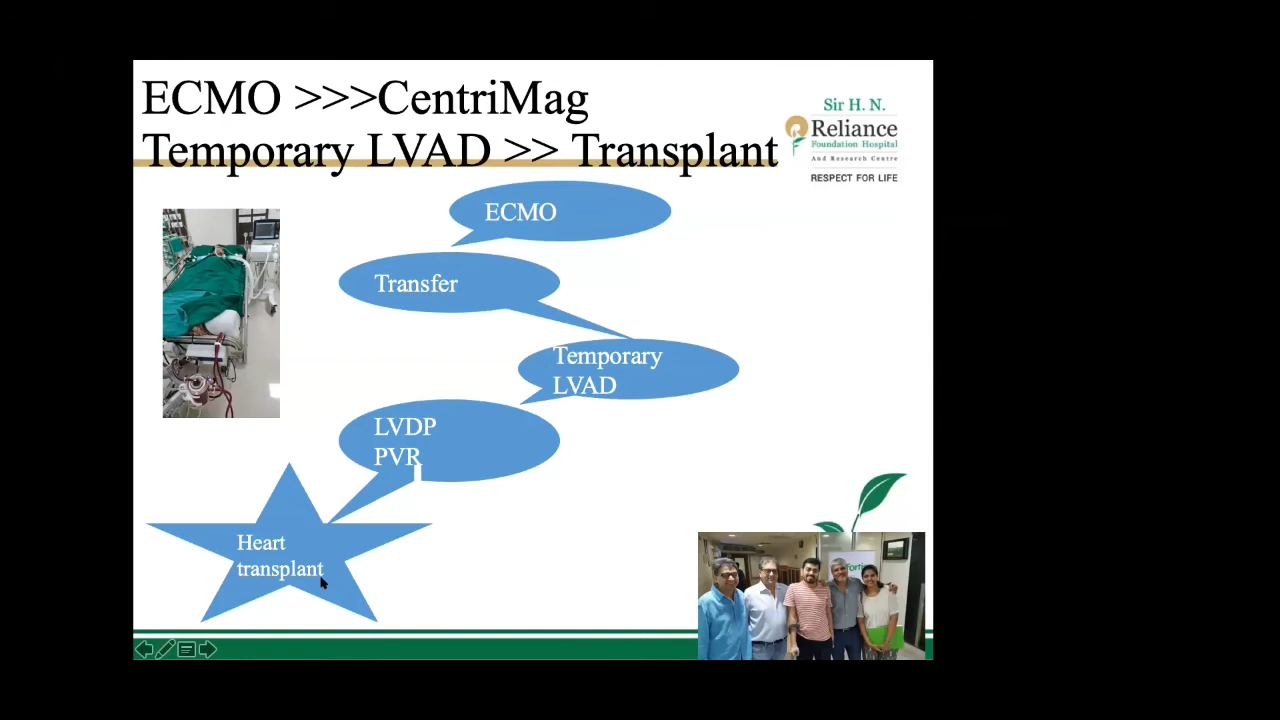 ECMO >>>CentriMag
Temporary LVAD >> Transplant
Sir H. N.
Reliance
Foundation Hospital
And Research Centre
RESPECT FOR LIFE
ECMO
Transfer
Temporary
LVAD
LVDP
PVR
Heart
transplant